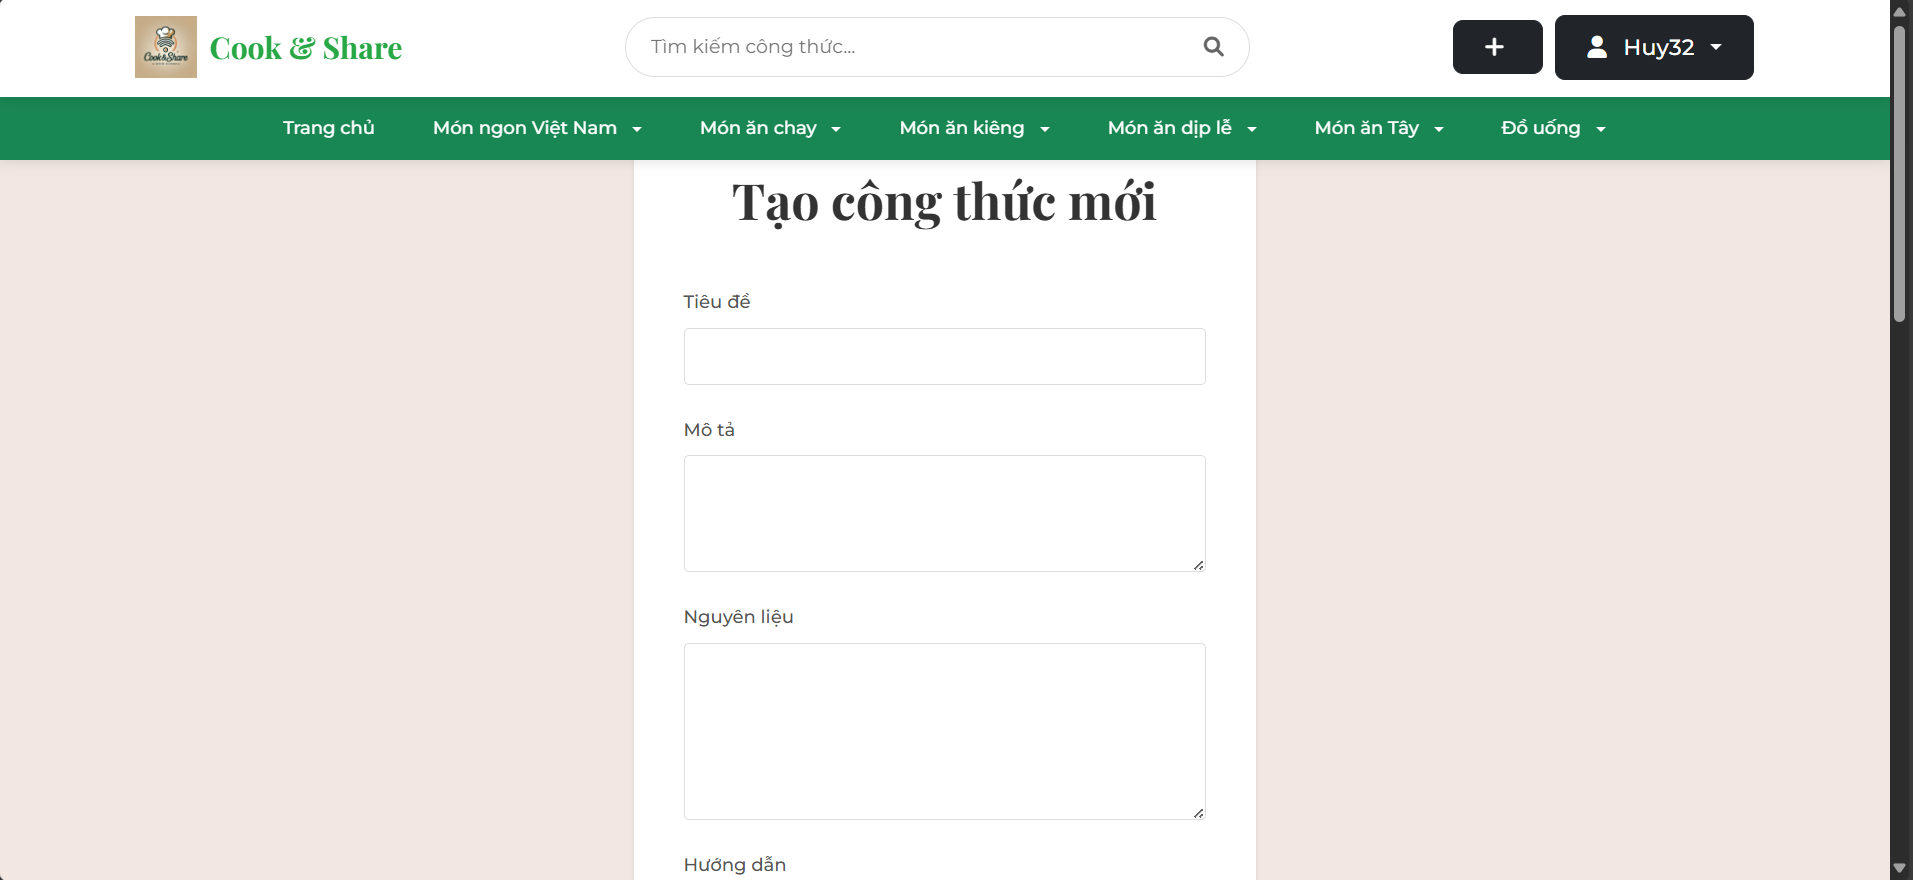 Cook&Share
Cook & Share
Tìm kiếm công thức...
+
Huy32
Trang chủ
Món ngon Việt Nam
Món ăn chay
Món ăn kiêng
Món ăn dịp lễ
Món ăn Tây
Đồ uống
Tạo công thức mới
Tiêu đề
Mô tả
Nguyên liệu
Hướng dẫn